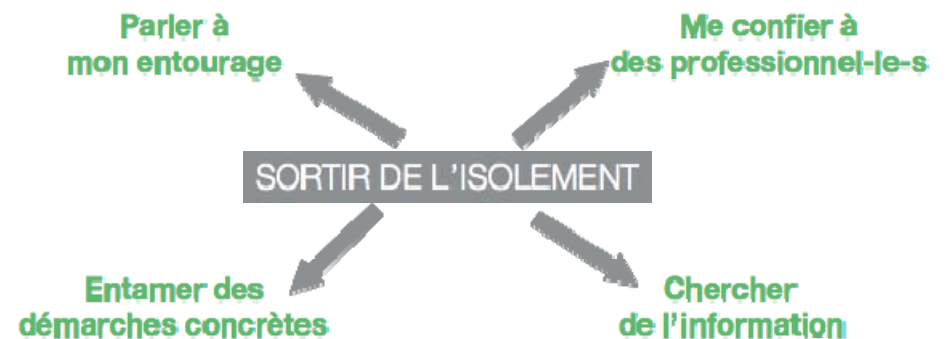 Parler à
mon entourage
Me confier à
des professionnel-le-s
SORTIR DE L'ISOLEMENT
Entamer des
démarches concrètes
Chercher
de l'information